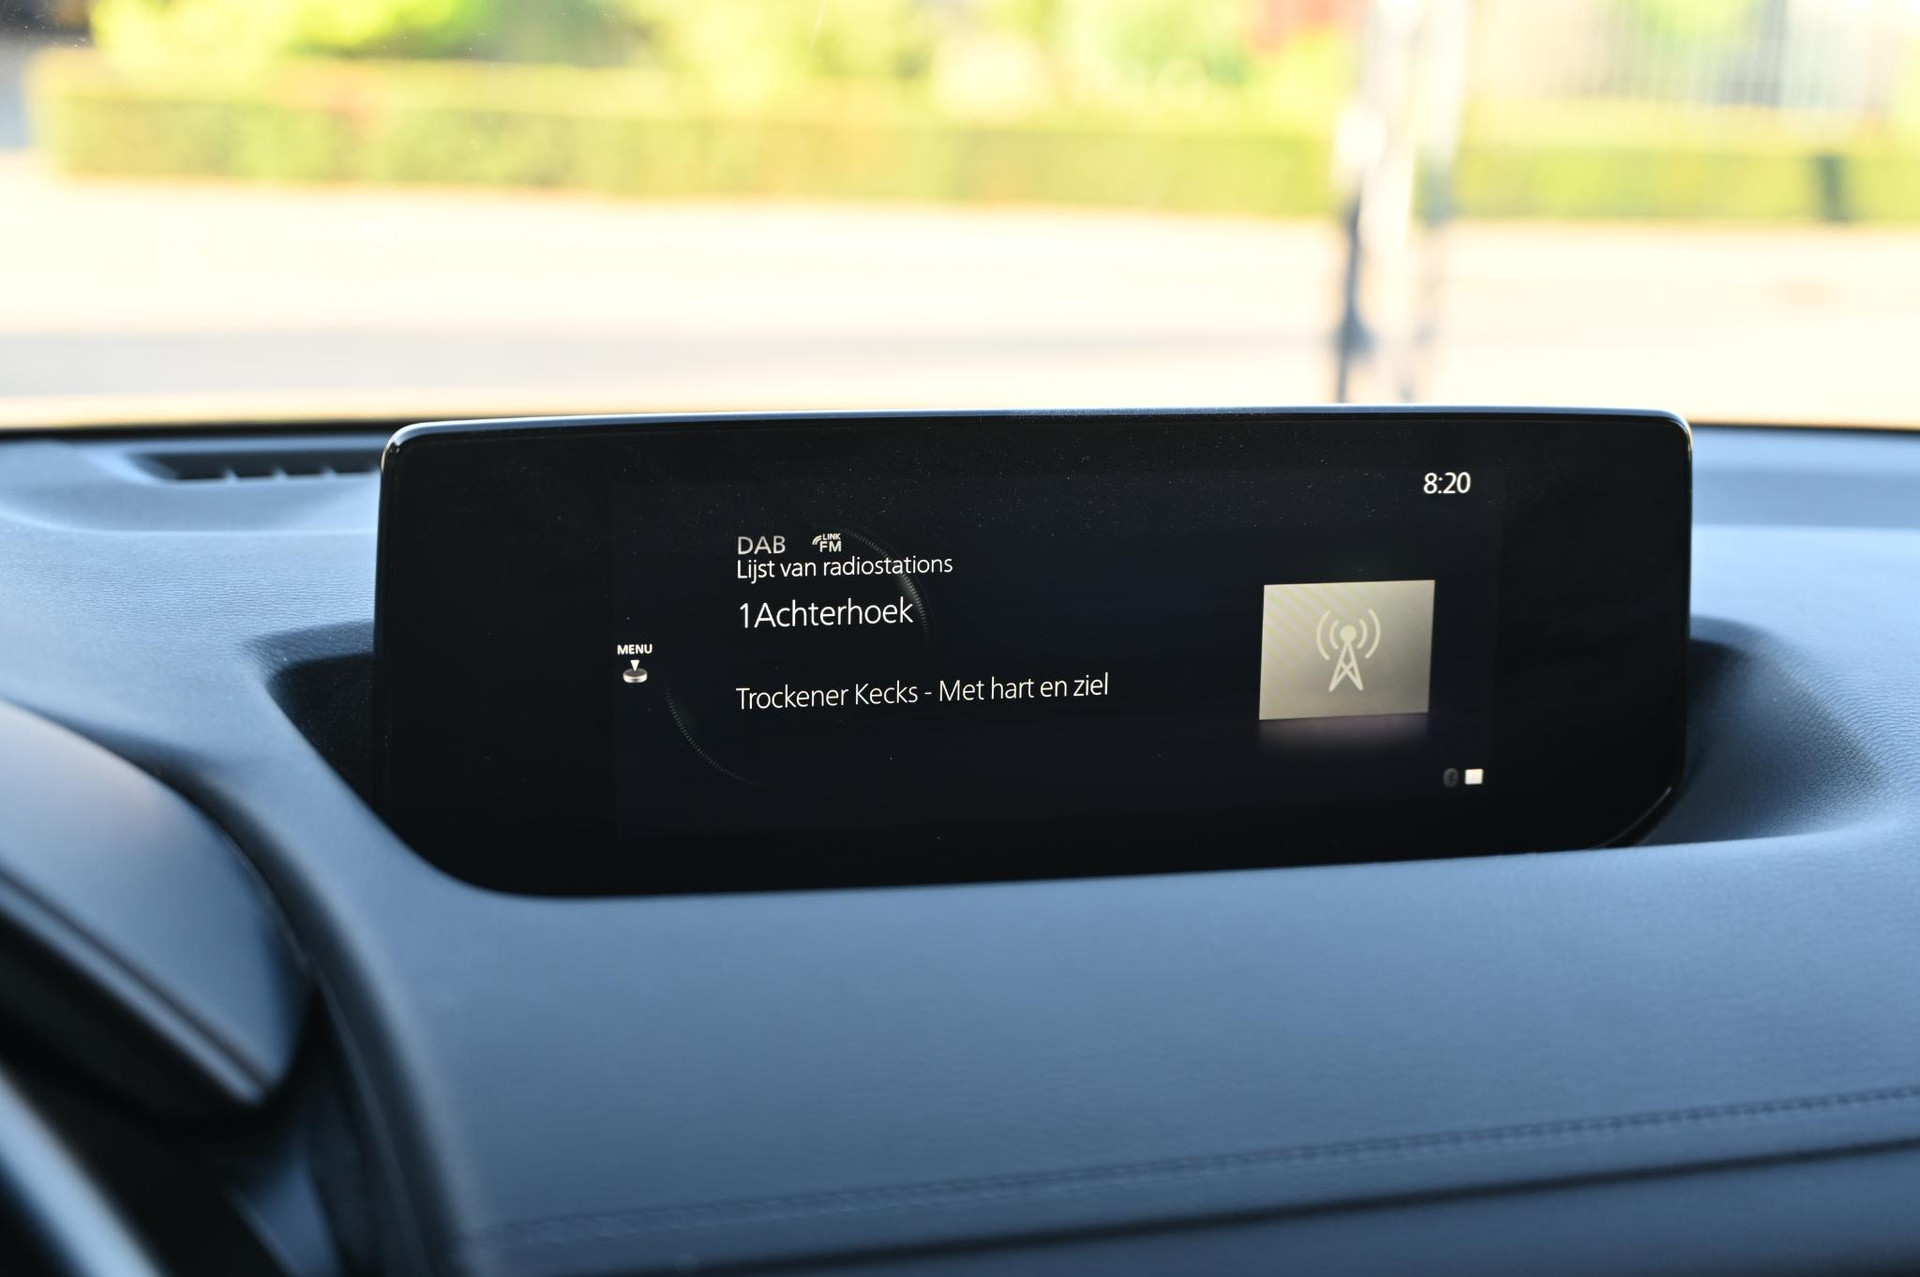 8:20
DAB LINK FM
Lijst van radiostations
1Achterhoek
MENU
Trockener Kecks - Met hart en ziel